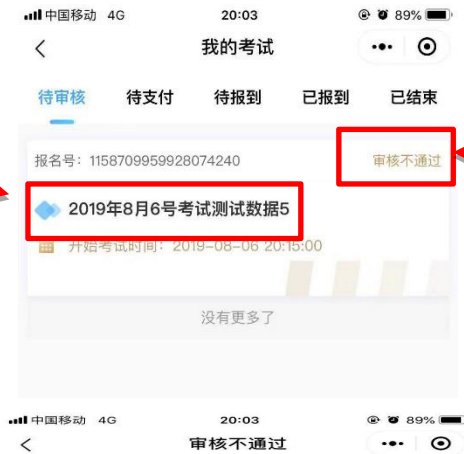 中国移动 4G 20:03 89%
我的考试
待审核 待支付 待报到 已报到 已结束
报名号：1158709959928074240 审核不通过
2019年8月6号考试测试数据5
开始考试时间：2019-08-06 20:15:00
没有更多了
中国移动 4G 20:03 89%
审核不通过